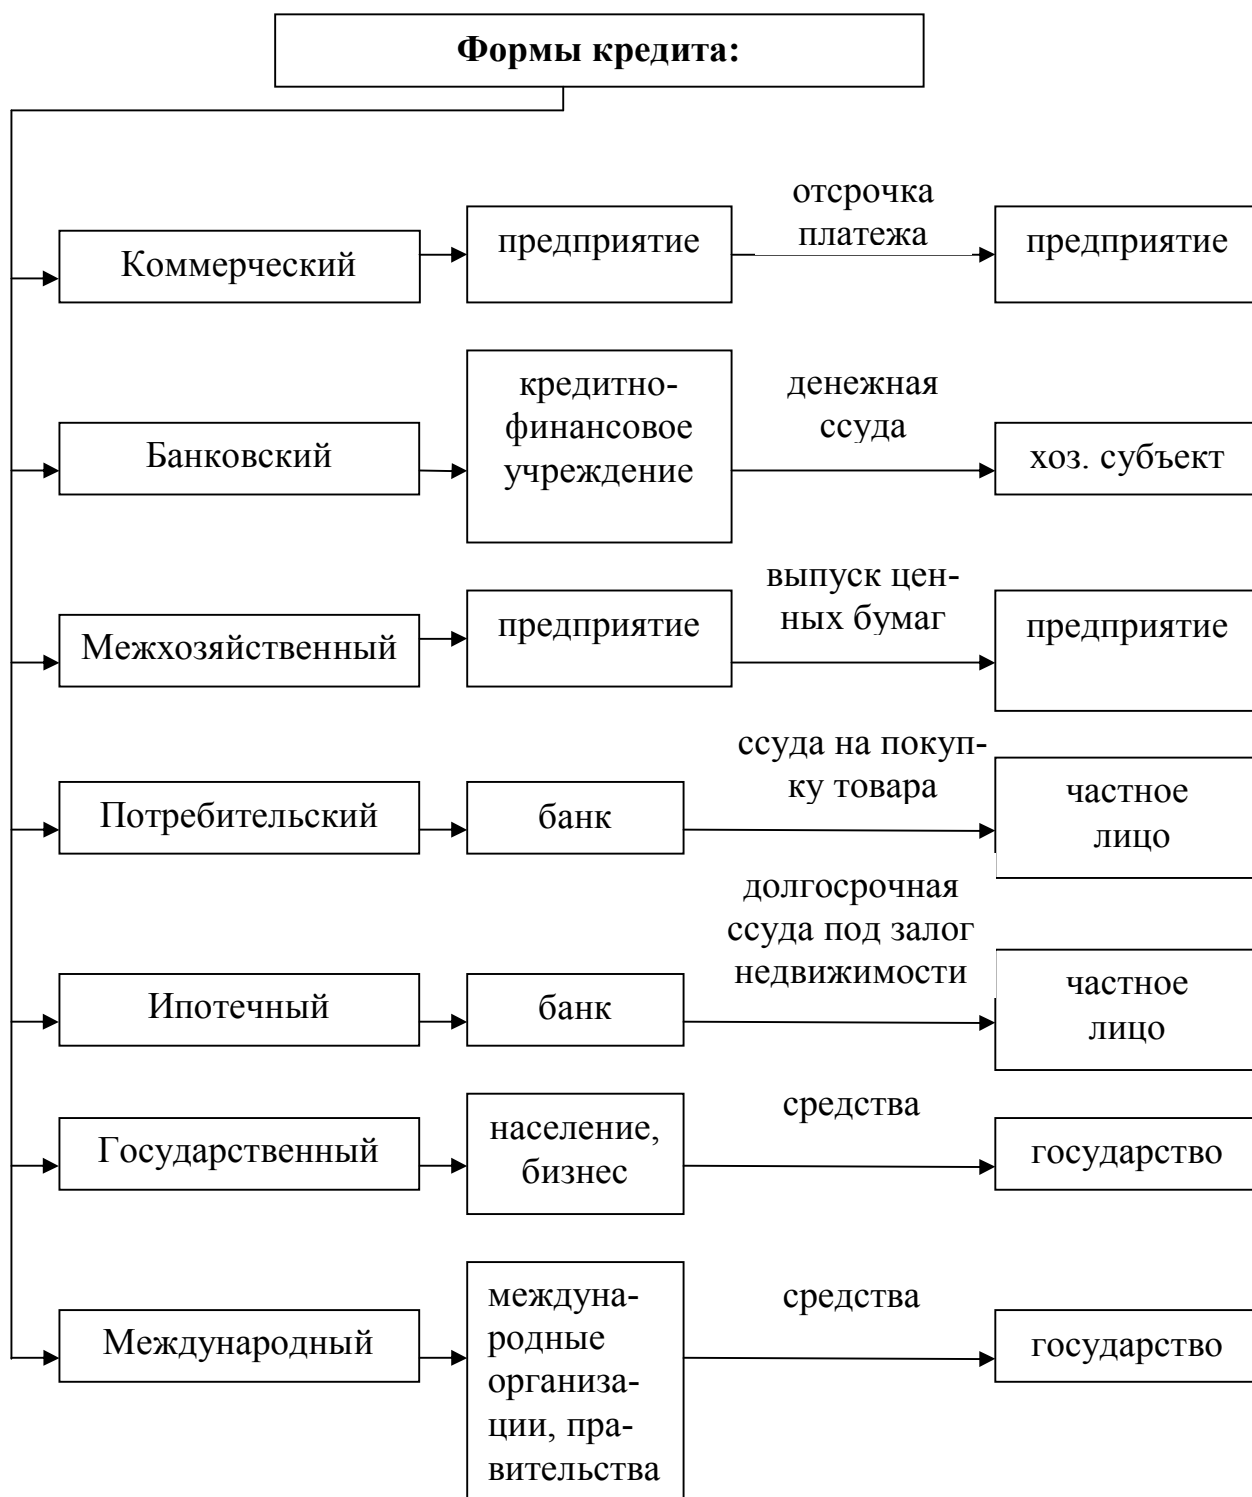 Формы кредита:
Коммерческий
предприятие
отсрочка
платежа
предприятие
Банковский
кредитно-
финансовое
учреждение
денежная
ссуда
хоз. субъект
Межхозяйственный
предприятие
выпуск цен-
ных бумаг
предприятие
Потребительский
банк
ссуда на покуп-
ку товара
частное
лицо
Ипотечный
банк
долгосрочная
ссуда под залог
недвижимости
частное
лицо
Государственный
население,
бизнес
средства
государство
Международный
междуна-
родные
организа-
ции, пра-
вительства
средства
государство